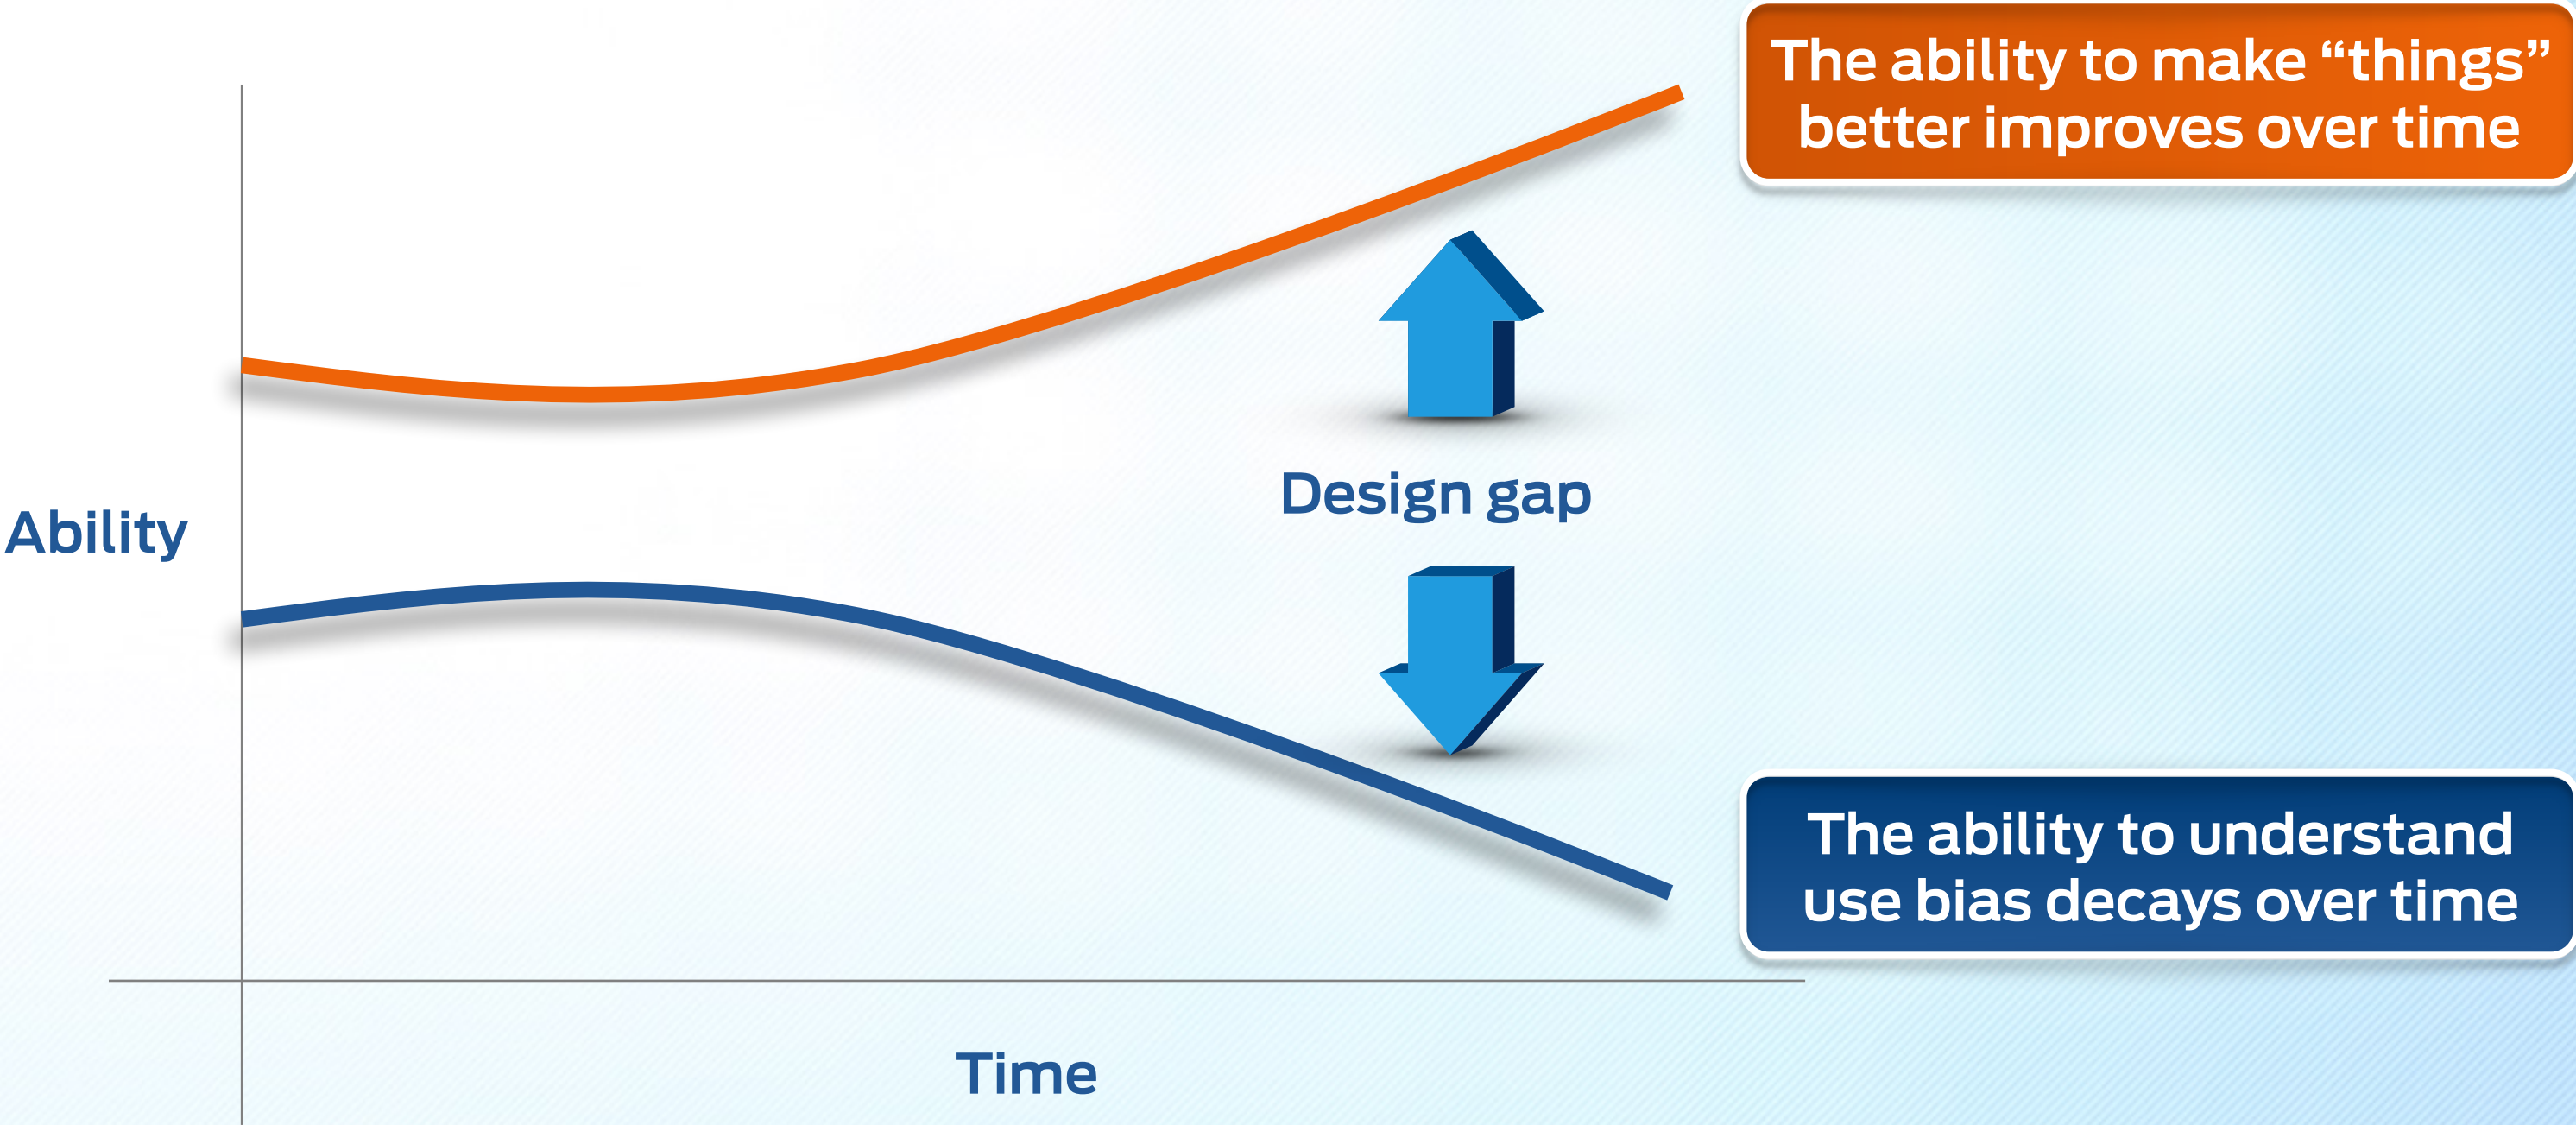 The ability to make “things”
better improves over time
Design gap
Ability
The ability to understand
use bias decays over time
Time